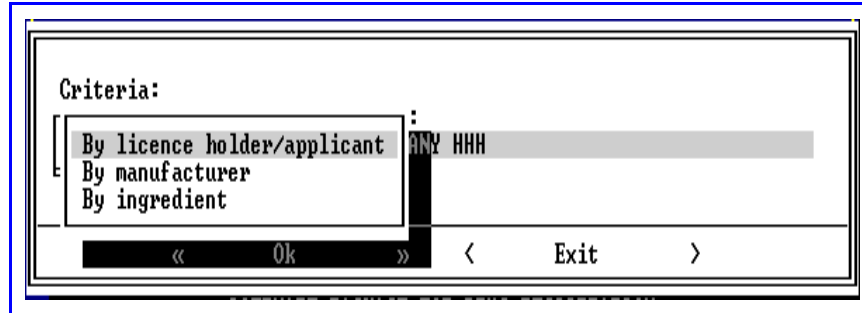 Criteria:
:
By licence holder/applicant ANY HHH
By manufacturer
By ingredient
« Ok » < Exit >